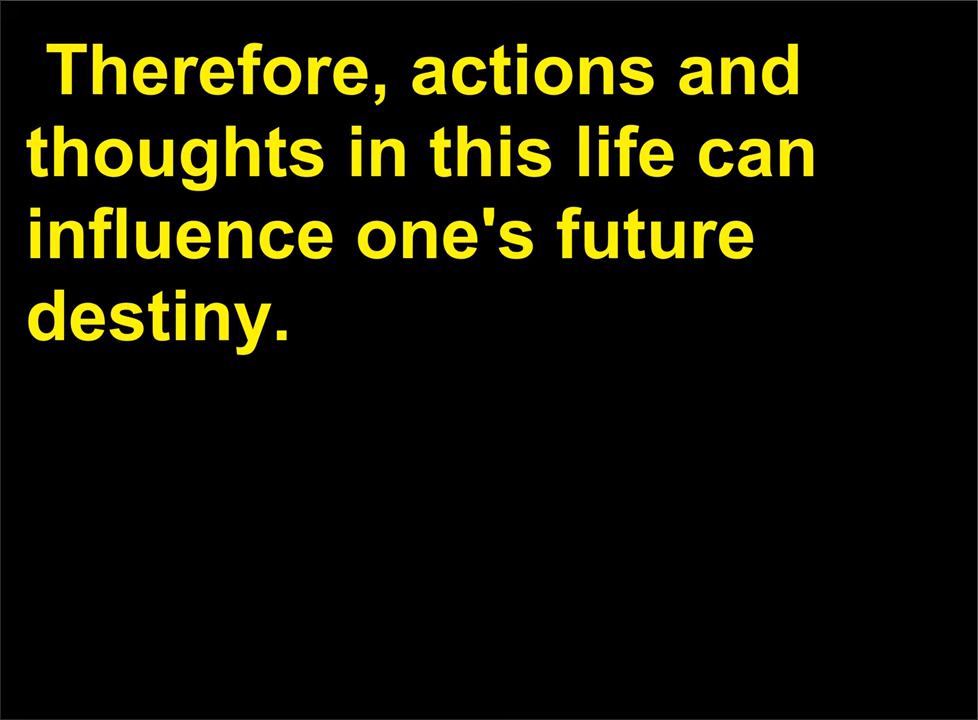 Therefore, actions and
thoughts in this life can
influence one's future
destiny.